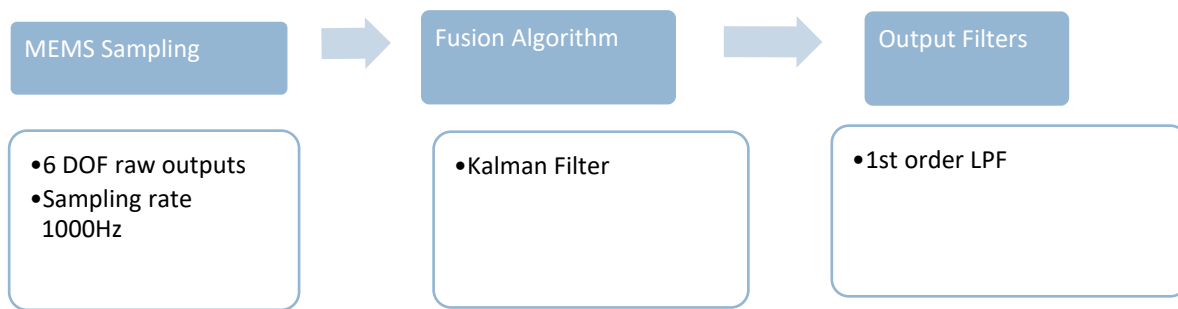 MEMS Sampling
Fusion Algorithm
Output Filters
•6 DOF raw outputs
•Sampling rate
1000Hz
•Kalman Filter
•1st order LPF